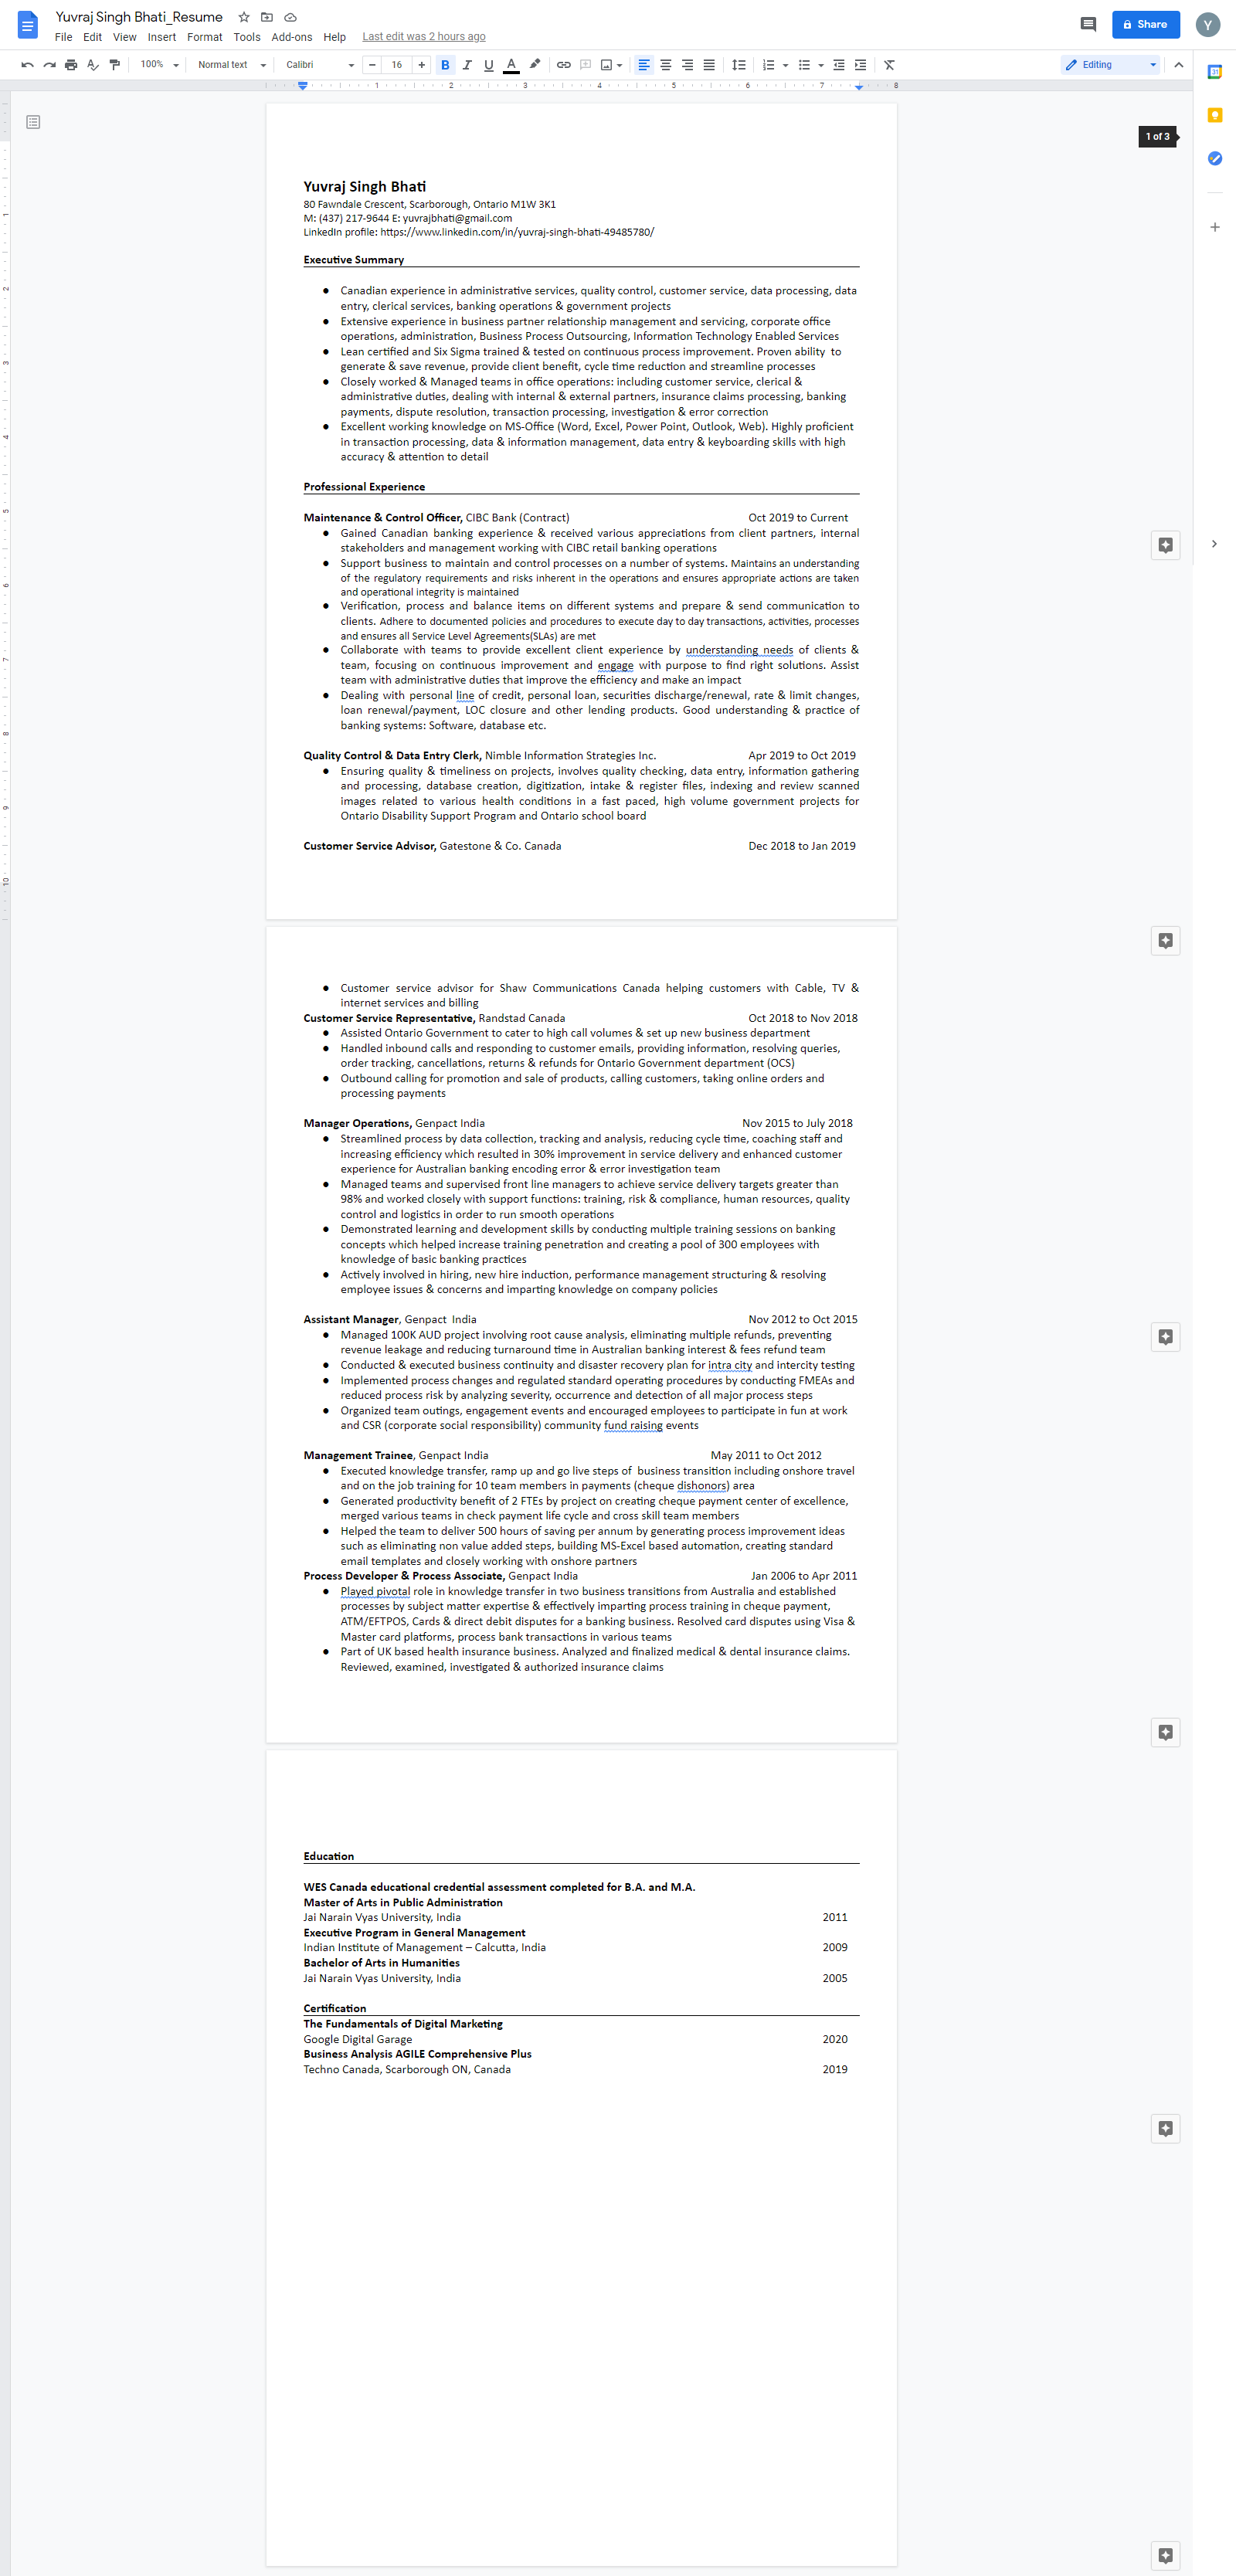 Yuvraj Singh Bhati_Resume
File Edit View Insert Format Tools Add-ons Help Last edit was 2 hours ago
Share
Y
100% Normal text Calibri 16 B I U A Editing
1 2 3 4 5 6 7 8
31
1 of 3
1
2
3
4
5
6
7
8
9
10
Yuvraj Singh Bhati
80 Fawndale Crescent, Scarborough, Ontario M1W 3K1
M: (437) 217-9644 E: yuvrajbhati@gmail.com
LinkedIn profile: https://www.linkedin.com/in/yuvraj-singh-bhati-49485780/
Executive Summary
● Canadian experience in administrative services, quality control, customer service, data processing, data
entry, clerical services, banking operations & government projects
● Extensive experience in business partner relationship management and servicing, corporate office
operations, administration, Business Process Outsourcing, Information Technology Enabled Services
● Lean certified and Six Sigma trained & tested on continuous process improvement. Proven ability to
generate & save revenue, provide client benefit, cycle time reduction and streamline processes
● Closely worked & Managed teams in office operations: including customer service, clerical &
administrative duties, dealing with internal & external partners, insurance claims processing, banking
payments, dispute resolution, transaction processing, investigation & error correction
● Excellent working knowledge on MS-Office (Word, Excel, Power Point, Outlook, Web). Highly proficient
in transaction processing, data & information management, data entry & keyboarding skills with high
accuracy & attention to detail
Professional Experience
Maintenance & Control Officer, CIBC Bank (Contract) Oct 2019 to Current
● Gained Canadian banking experience & received various appreciations from client partners, internal
stakeholders and management working with CIBC retail banking operations
● Support business to maintain and control processes on a number of systems. Maintains an understanding
of the regulatory requirements and risks inherent in the operations and ensures appropriate actions are taken
and operational integrity is maintained
● Verification, process and balance items on different systems and prepare & send communication to
clients. Adhere to documented policies and procedures to execute day to day transactions, activities, processes
and ensures all Service Level Agreements(SLAs) are met
● Collaborate with teams to provide excellent client experience by understanding needs of clients &
team, focusing on continuous improvement and engage with purpose to find right solutions. Assist
team with administrative duties that improve the efficiency and make an impact
● Dealing with personal line of credit, personal loan, securities discharge/renewal, rate & limit changes,
loan renewal/payment, LOC closure and other lending products. Good understanding & practice of
banking systems: Software, database etc.
Quality Control & Data Entry Clerk, Nimble Information Strategies Inc. Apr 2019 to Oct 2019
● Ensuring quality & timeliness on projects, involves quality checking, data entry, information gathering
and processing, database creation, digitization, intake & register files, indexing and review scanned
images related to various health conditions in a fast paced, high volume government projects for
Ontario Disability Support Program and Ontario school board
Customer Service Advisor, Gatestone & Co. Canada Dec 2018 to Jan 2019
● Customer service advisor for Shaw Communications Canada helping customers with Cable, TV &
internet services and billing
Customer Service Representative, Randstad Canada Oct 2018 to Nov 2018
● Assisted Ontario Government to cater to high call volumes & set up new business department
● Handled inbound calls and responding to customer emails, providing information, resolving queries,
order tracking, cancellations, returns & refunds for Ontario Government department (OCS)
● Outbound calling for promotion and sale of products, calling customers, taking online orders and
processing payments
Manager Operations, Genpact India Nov 2015 to July 2018
● Streamlined process by data collection, tracking and analysis, reducing cycle time, coaching staff and
increasing efficiency which resulted in 30% improvement in service delivery and enhanced customer
experience for Australian banking encoding error & error investigation team
● Managed teams and supervised front line managers to achieve service delivery targets greater than
98% and worked closely with support functions: training, risk & compliance, human resources, quality
control and logistics in order to run smooth operations
● Demonstrated learning and development skills by conducting multiple training sessions on banking
concepts which helped increase training penetration and creating a pool of 300 employees with
knowledge of basic banking practices
● Actively involved in hiring, new hire induction, performance management structuring & resolving
employee issues & concerns and imparting knowledge on company policies
Assistant Manager, Genpact India Nov 2012 to Oct 2015
● Managed 100K AUD project involving root cause analysis, eliminating multiple refunds, preventing
revenue leakage and reducing turnaround time in Australian banking interest & fees refund team
● Conducted & executed business continuity and disaster recovery plan for intra city and intercity testing
● Implemented process changes and regulated standard operating procedures by conducting FMEAs and
reduced process risk by analyzing severity, occurrence and detection of all major process steps
● Organized team outings, engagement events and encouraged employees to participate in fun at work
and CSR (corporate social responsibility) community fund raising events
Management Trainee, Genpact India May 2011 to Oct 2012
● Executed knowledge transfer, ramp up and go live steps of business transition including onshore travel
and on the job training for 10 team members in payments (cheque dishonors) area
● Generated productivity benefit of 2 FTEs by project on creating cheque payment center of excellence,
merged various teams in check payment life cycle and cross skill team members
● Helped the team to deliver 500 hours of saving per annum by generating process improvement ideas
such as eliminating non value added steps, building MS-Excel based automation, creating standard
email templates and closely working with onshore partners
Process Developer & Process Associate, Genpact India Jan 2006 to Apr 2011
● Played pivotal role in knowledge transfer in two business transitions from Australia and established
processes by subject matter expertise & effectively imparting process training in cheque payment,
ATM/EFTPOS, Cards & direct debit disputes for a banking business. Resolved card disputes using Visa &
Master card platforms, process bank transactions in various teams
● Part of UK based health insurance business. Analyzed and finalized medical & dental insurance claims.
Reviewed, examined, investigated & authorized insurance claims
Education
WES Canada educational credential assessment completed for B.A. and M.A.
Master of Arts in Public Administration
Jai Narain Vyas University, India 2011
Executive Program in General Management
Indian Institute of Management – Calcutta, India 2009
Bachelor of Arts in Humanities
Jai Narain Vyas University, India 2005
Certification
The Fundamentals of Digital Marketing
Google Digital Garage 2020
Business Analysis AGILE Comprehensive Plus
Techno Canada, Scarborough ON, Canada 2019